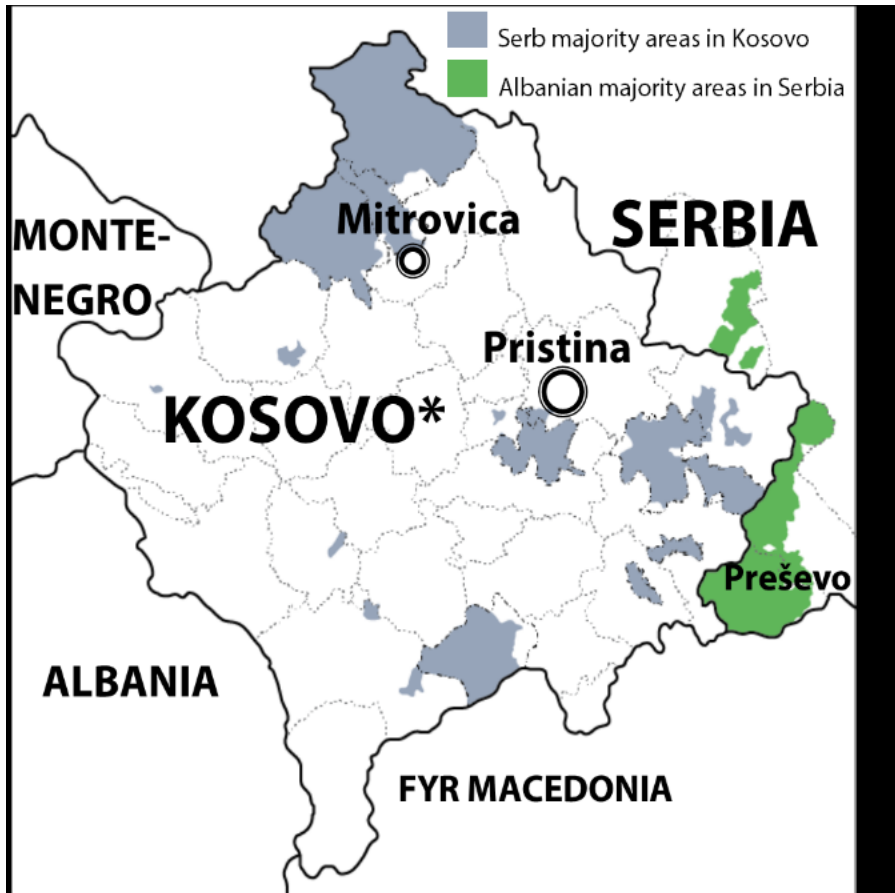 Serb majority areas in Kosovo
Albanian majority areas in Serbia
Mitrovica
SERBIA
MONTE-
NEGRO
Pristina
KOSOVO*
Preševo
ALBANIA
FYR MACEDONIA